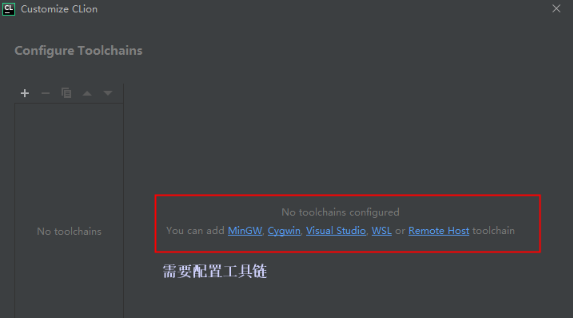 CL Customize CLion
Configure Toolchains
No toolchains
No toolchains configured
You can add MinGW, Cygwin, Visual Studio, WSL or Remote Host toolchain
需要配置工具链